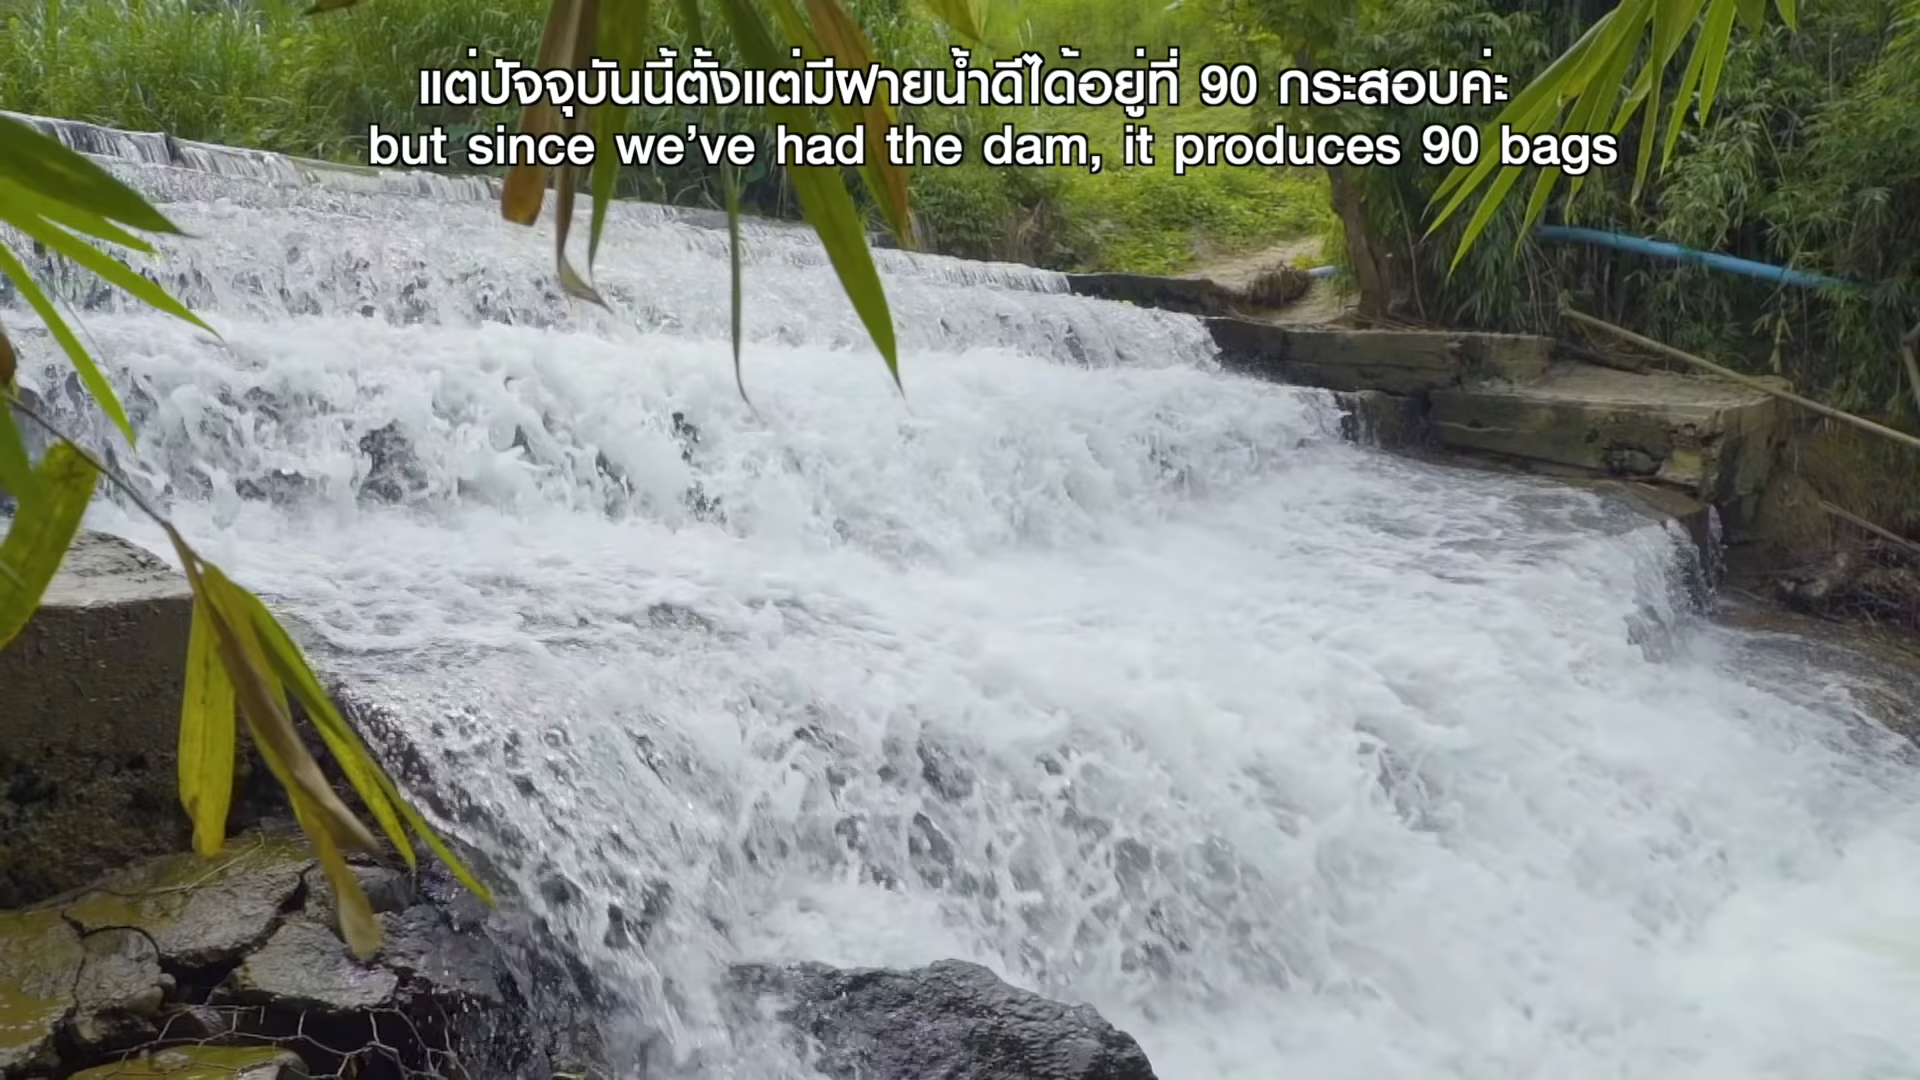 แต่ปัจจุบันนี้ตั้งแต่มีฝายน้ำดีได้อยู่ที่ 90 กระสอบค่ะ
but since we’ve had the dam, it produces 90 bags